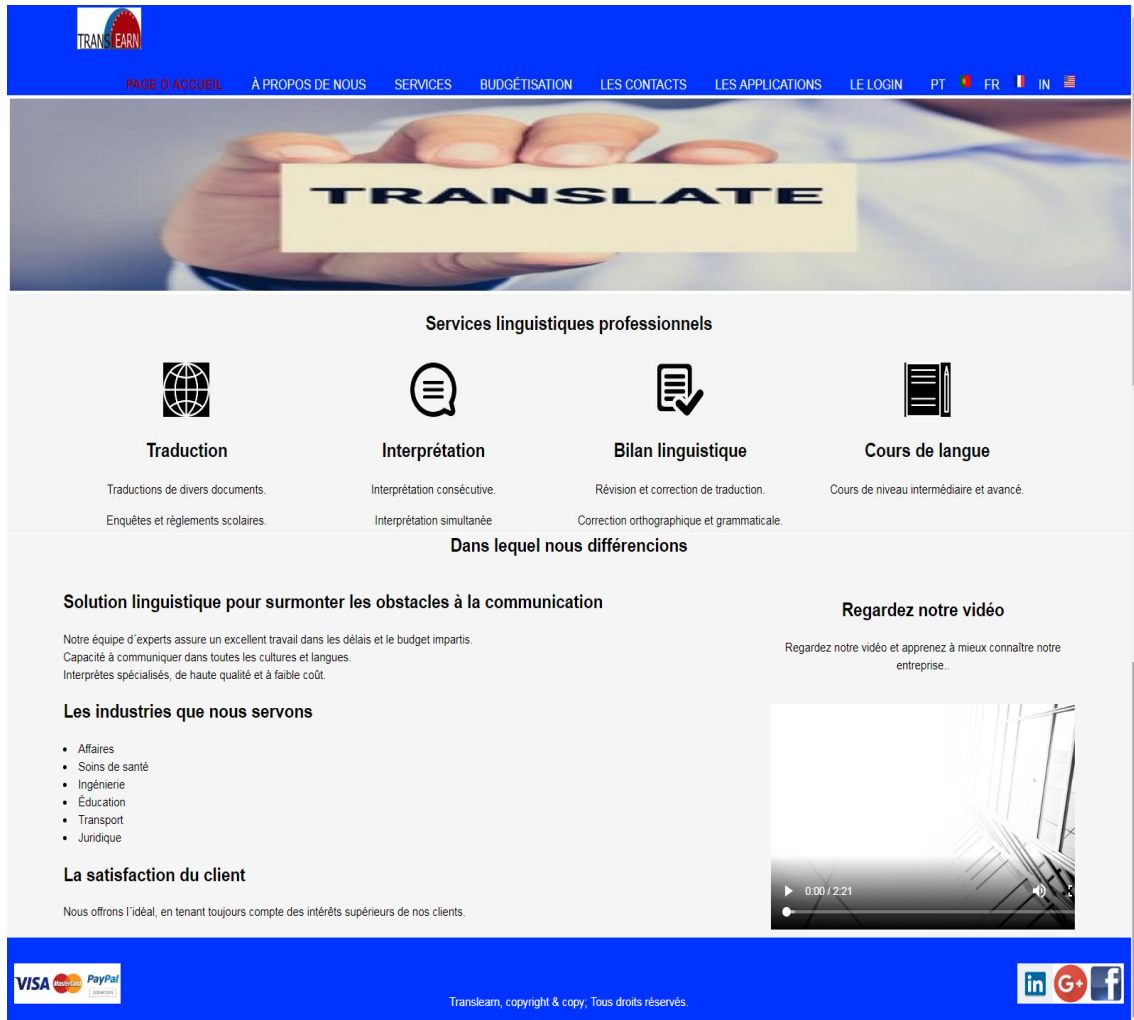 TRANSLEARN
PAGE D'ACCUEIL À PROPOS DE NOUS SERVICES BUDGÉTISATION LES CONTACTS LES APPLICATIONS LE LOGIN PT FR IN
TRANSLATE
Services linguistiques professionnels
Traduction
Traductions de divers documents.
Enquêtes et règlements scolaires.
Interprétation
Interprétation consécutive.
Interprétation simultanée
Bilan linguistique
Révision et correction de traduction.
Correction orthographique et grammaticale.
Cours de langue
Cours de niveau intermédiaire et avancé.
Dans lequel nous différencions
Solution linguistique pour surmonter les obstacles à la communication
Notre équipe d´experts assure un excellent travail dans les délais et le budget impartis.
Capacité à communiquer dans toutes les cultures et langues.
Interprètes spécialisés, de haute qualité et à faible coût.
Les industries que nous servons
• Affaires
• Soins de santé
• Ingénierie
• Éducation
• Transport
• Juridique
La satisfaction du client
Nous offrons l´idéal, en tenant toujours compte des intérêts supérieurs de nos clients.
Regardez notre vidéo
Regardez notre vidéo et apprenez à mieux connaître notre
entreprise..
0:00 / 2:21
VISA MasterCard PayPal
DONATION
Translearn, copyright & copy; Tous droits réservés.
in G+ f